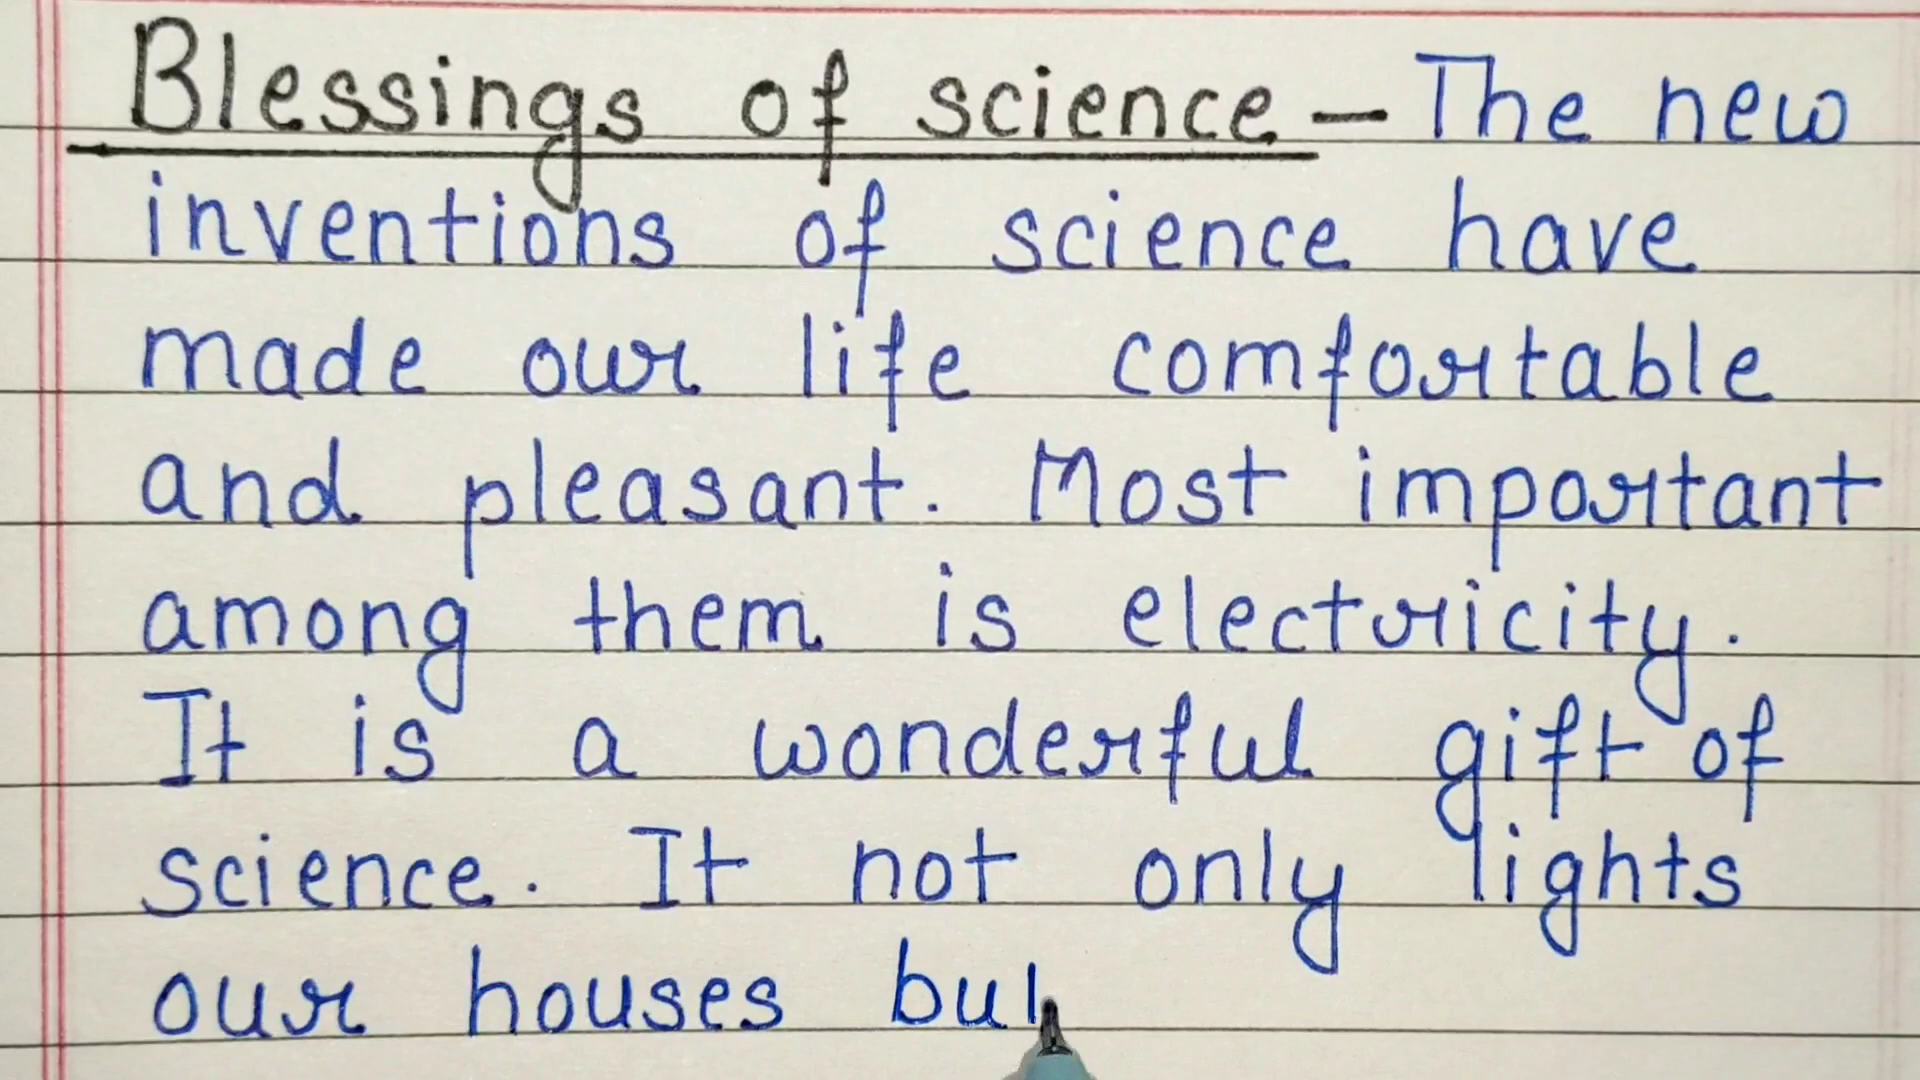 Blessings of science – The new
inventions of science have
made our life comfortable
and pleasant. Most important
among them is electricity.
It is a wonderful gift of
science. It not only lights
our houses